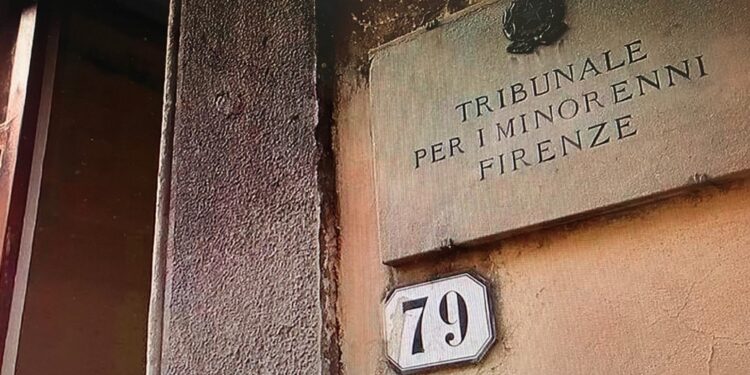 TRIBUNALE
PER I MINORENNI
FIRENZE
79